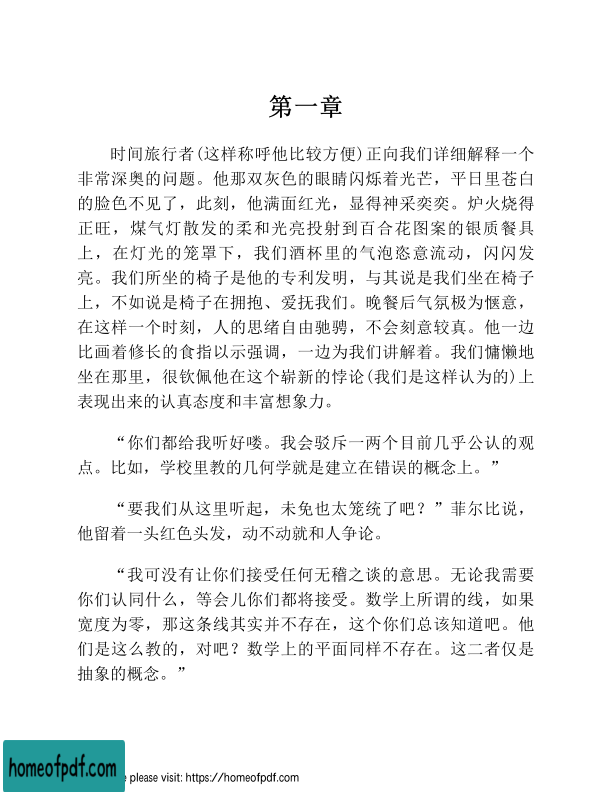 第一章
时间旅行者(这样称呼他比较方便)正向我们详细解释一个
非常深奥的问题。他那双灰色的眼睛闪烁着光芒，平日里苍白
的脸色不见了，此刻，他满面红光，显得神采奕奕。炉火烧得
正旺，煤气灯散发的柔和光亮投射到百合花图案的银质餐具
上，在灯光的笼罩下，我们酒杯里的气泡恣意流动，闪闪发
亮。我们所坐的椅子是他的专利发明，与其说是我们坐在椅子
上，不如说是椅子在拥抱、爱抚我们。晚餐后气氛极为惬意，
在这样一个时刻，人的思绪自由驰骋，不会刻意较真。他一边
比画着修长的食指以示强调，一边为我们讲解着。我们慵懒地
坐在那里，很钦佩他在这个崭新的悖论(我们是这样认为的)上
表现出来的认真态度和丰富想象力。
“你们都给我听好喽。我会驳斥一两个目前几乎公认的观
点。比如，学校里教的几何学就是建立在错误的概念上。”
“要我们从这里听起，未免也太笼统了吧？”菲尔比说，
他留着一头红色头发，动不动就和人争论。
“我可没有让你们接受任何无稽之谈的意思。无论我需要
你们认同什么，等会儿你们都将接受。数学上所谓的线，如果
宽度为零，那这条线其实并不存在，这个你们总该知道吧。他
们是这么教的，对吧？数学上的平面同样不存在。这二者仅是
抽象的概念。”
homeofpdf.com
e please visit: https://homeofpdf.com